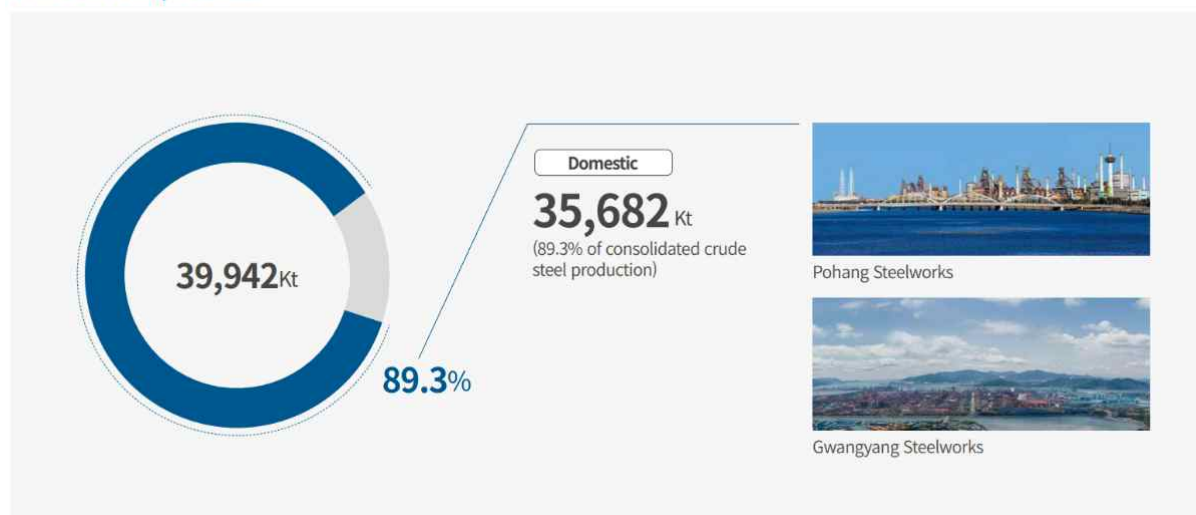 39,942Kt
89.3%
Domestic
35,682 Kt
(89.3% of consolidated crude
steel production)
Pohang Steelworks
Gwangyang Steelworks